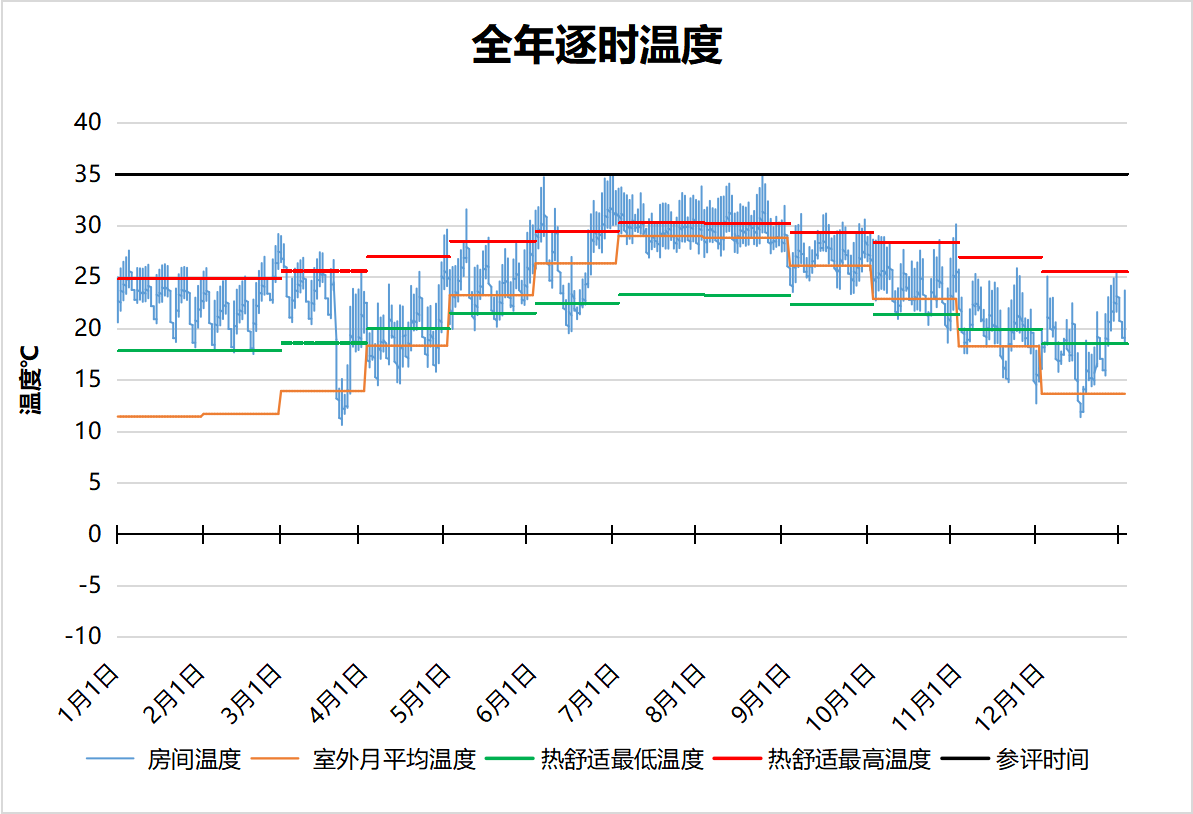 全年逐时温度
40
35
30
25
20
15
10
5
0
-5
-10
温度℃
1月1日
2月1日
3月1日
4月1日
5月1日
6月1日
7月1日
8月1日
9月1日
10月1日
11月1日
12月1日
房间温度 室外月平均温度 热舒适最低温度 热舒适最高温度 参评时间